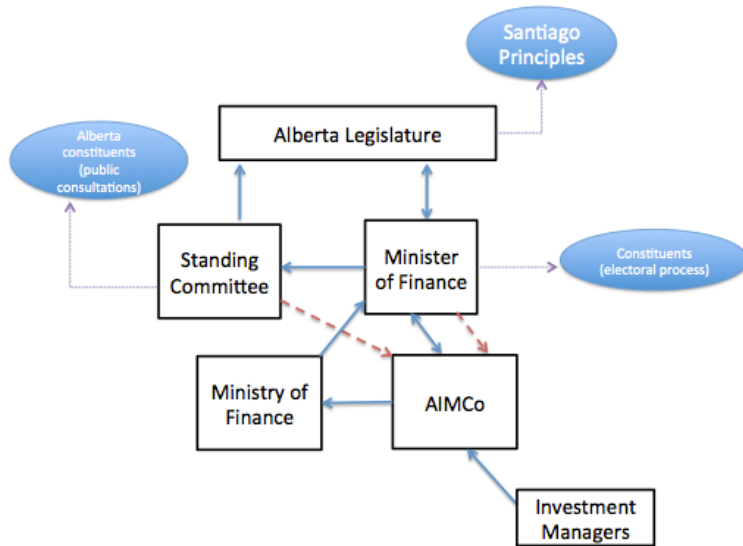 Santiago
Principles
Alberta Legislature
Alberta
constituents
(public
consultations)
Standing
Committee
Minister
of Finance
Constituents
(electoral process)
Ministry of
Finance
AIMCo
Investment
Managers